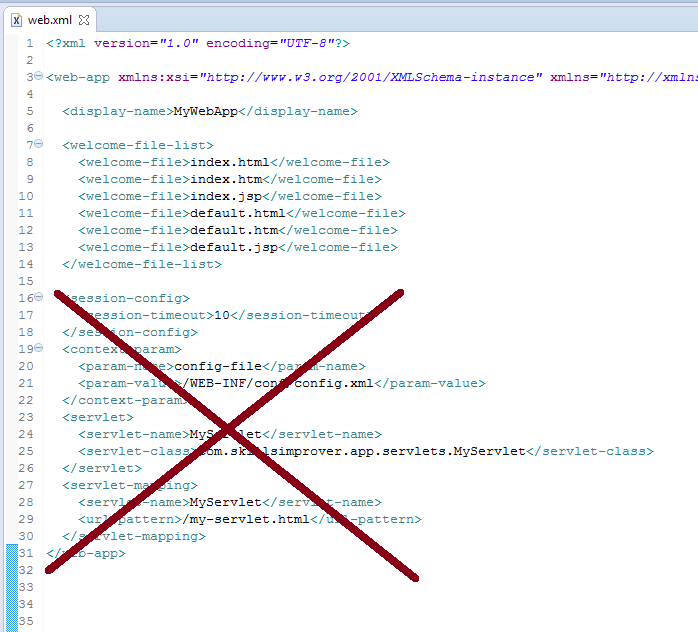 web.xml
1 <?xml version="1.0" encoding="UTF-8"?>
2
3 <web-app xmlns:xsi="http://www.w3.org/2001/XMLSchema-instance" xmlns="http://xmlns
4
5 <display-name>MyWebApp</display-name>
6
7 <welcome-file-list>
8 <welcome-file>index.html</welcome-file>
9 <welcome-file>index.htm</welcome-file>
10 <welcome-file>index.jsp</welcome-file>
11 <welcome-file>default.html</welcome-file>
12 <welcome-file>default.htm</welcome-file>
13 <welcome-file>default.jsp</welcome-file>
14 </welcome-file-list>
15
16 <session-config>
17 <session-timeout>10</session-timeout>
18 </session-config>
19 <context-param>
20 <param-name>config-file</param-name>
21 <param-value>/WEB-INF/conf/config.xml</param-value>
22 </context-param>
23 <servlet>
24 <servlet-name>MyServlet</servlet-name>
25 <servlet-class>com.skillsimprover.app.servlets.MyServlet</servlet-class>
26 </servlet>
27 <servlet-mapping>
28 <servlet-name>MyServlet</servlet-name>
29 <url-pattern>/my-servlet.html</url-pattern>
30 </servlet-mapping>
31 </web-app>
32
33
34
35